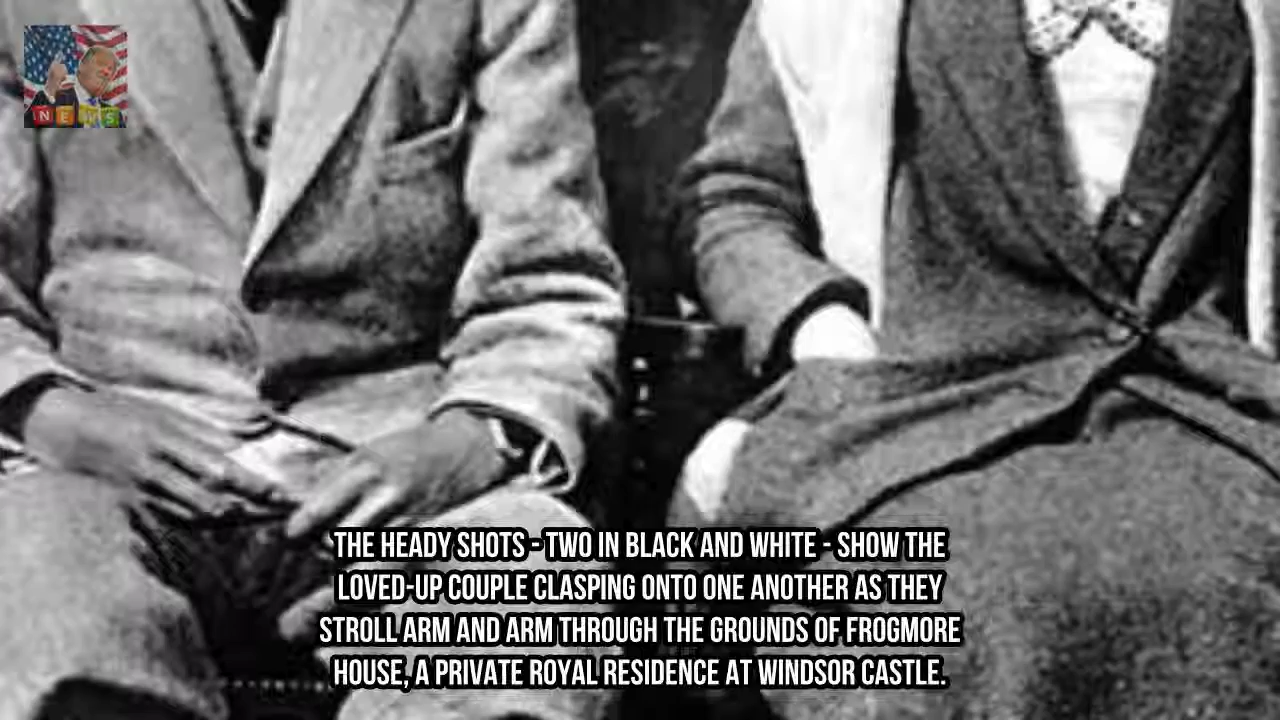 NEWS
THE HEADY SHOTS - TWO IN BLACK AND WHITE - SHOW THE
LOVED-UP COUPLE CLASPING ONTO ONE ANOTHER AS THEY
STROLL ARM AND ARM THROUGH THE GROUNDS OF FROGMORE
HOUSE, A PRIVATE ROYAL RESIDENCE AT WINDSOR CASTLE.